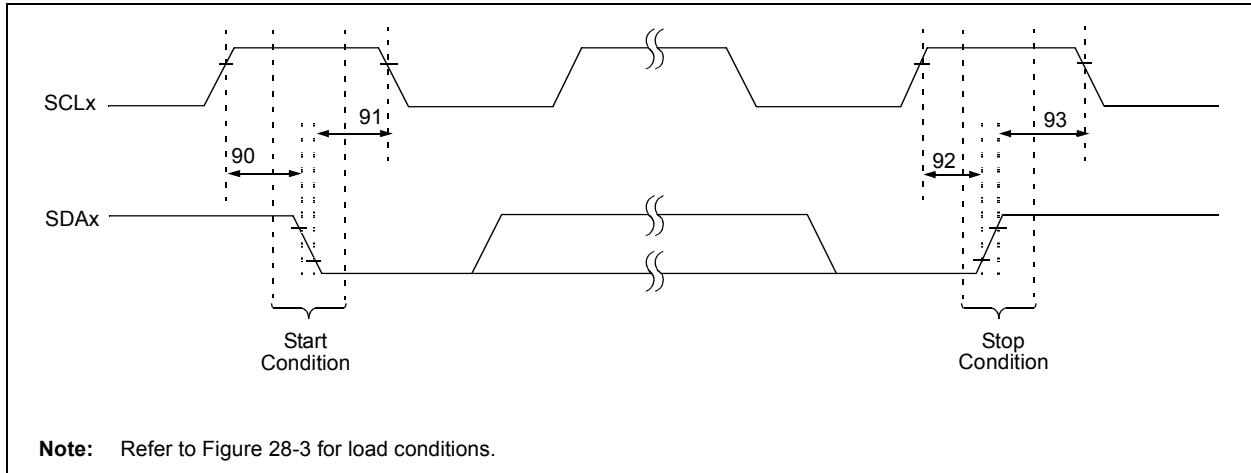 SCLx
91
93
90
92
SDAx
Start
Condition
Stop
Condition
Note: Refer to Figure 28-3 for load conditions.